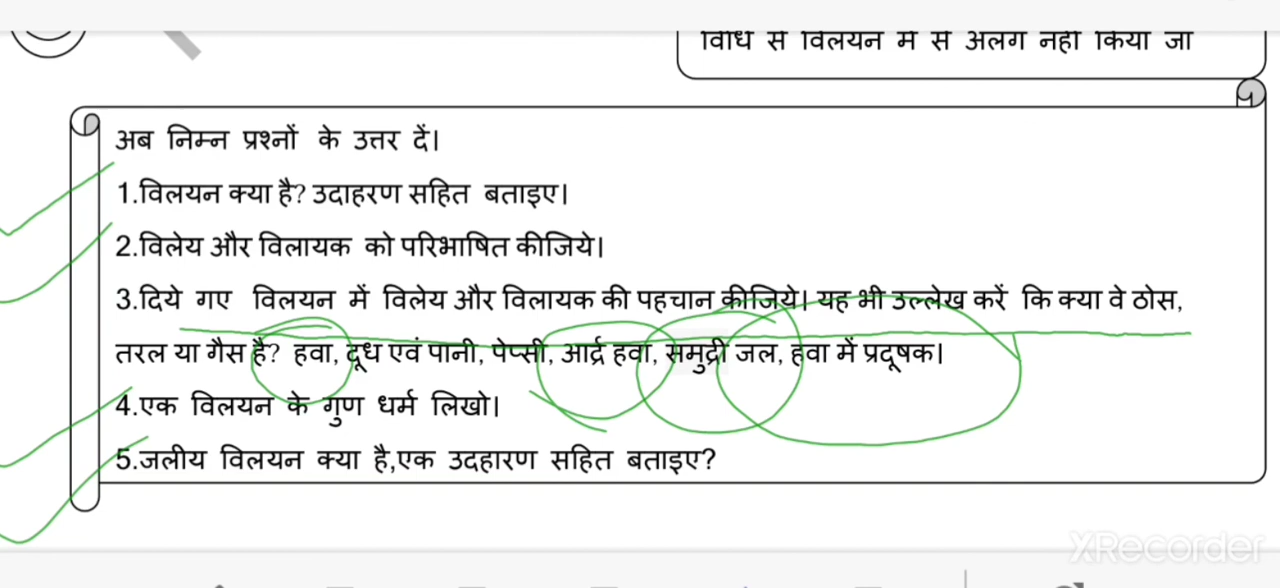 विधि से विलयन में से अलग नहीं किया जा
अब निम्न प्रश्नों के उत्तर दें।
1.विलयन क्या है? उदाहरण सहित बताइए।
2.विलेय और विलायक को परिभाषित कीजिये।
3.दिये गए विलयन में विलेय और विलायक की पहचान कीजिये। यह भी उल्लेख करें कि क्या वे ठोस,
तरल या गैस है? हवा, दूध एवं पानी, पेप्सी, आर्द्र हवा, समुद्री जल, हवा में प्रदूषक।
4.एक विलयन के गुण धर्म लिखो।
5.जलीय विलयन क्या है,एक उदहारण सहित बताइए?
XRecorder